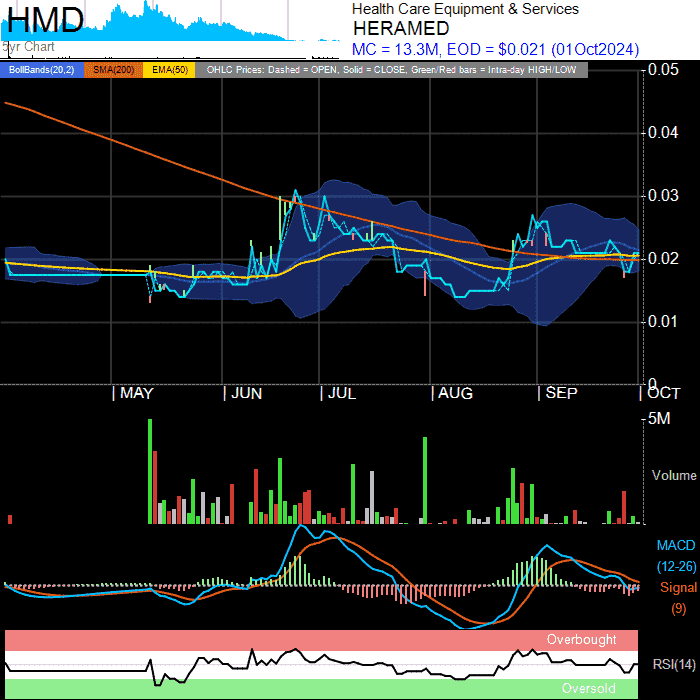 HMD
5yr Chart
Health Care Equipment & Services
HERAMED
MC = 13.3M, EOD = $0.021 (01Oct2024)
BollBands(20,2) SMA(200) EMA(50) OHLC Prices: Dashed = OPEN, Solid = CLOSE, Green/Red bars = Intra-day HIGH/LOW
0.05
0.04
0.03
0.02
0.01
0
MAY JUN JUL AUG SEP OCT
5M
Volume
MACD
(12-26)
Signal
(9)
Overbought
RSI(14)
Oversold